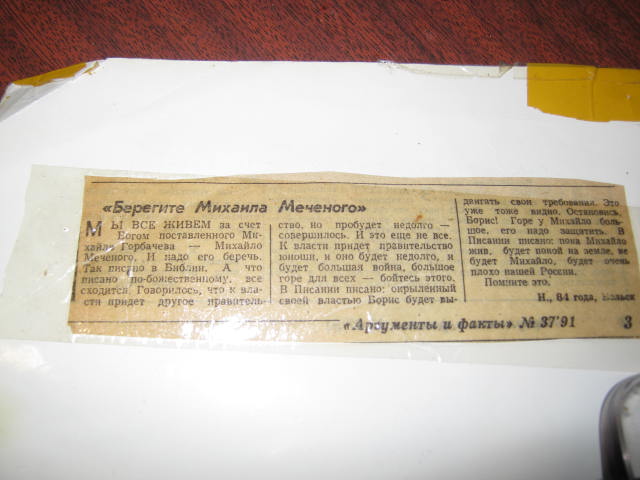 «Берегите Михаила Меченого»
МЫ ВСЕ ЖИВЕМ за счет
Богом поставленного Ми-
хайла Горбачева — Михайло
Меченого. И надо его беречь.
Так писано в Библии. А что
писано по-божественному, все
сходится. Говорилось, что к вла-
сти придет другое правитель-
ство, но пробудет недолго —
совершилось. И это еще не все.
К власти придет правительство
юноши, и оно будет недолго, и
будет большая война, большое
горе для всех — бойтесь этого.
В Писании писано: окрыленный
своей властью Борис будет вы-
двигать свои требования. Это
уже тоже видно. Остановись,
Борис! Горе у Михайло боль-
шое, его надо защитить. В
Писании писано: пока Михайло
жив, будет покой на земле, не
будет Михайло, будет очень
плохо нашей России.
Помните это.
Н., 84 года, Вольск
«Аргументы и факты» № 37'91 3